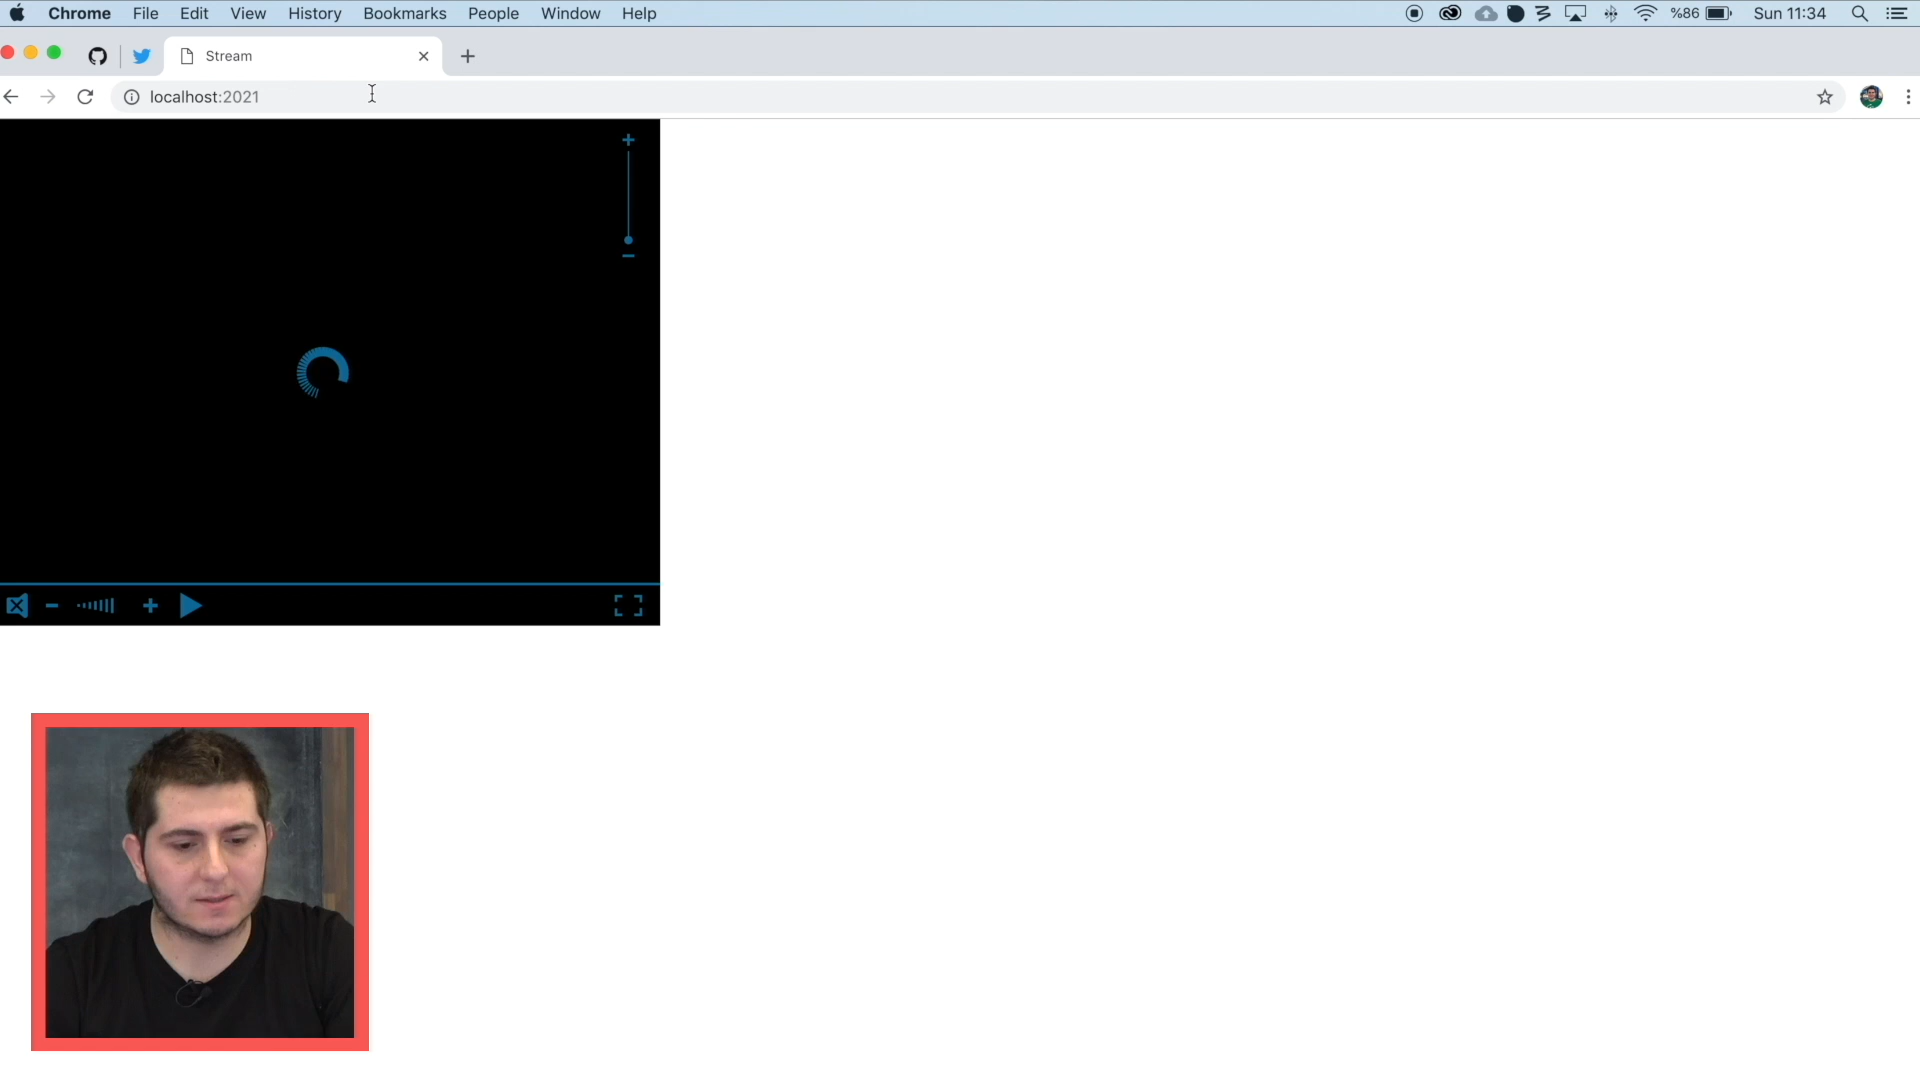 Chrome File Edit View History Bookmarks People Window Help %86 Sun 11:34
Stream
localhost:2021